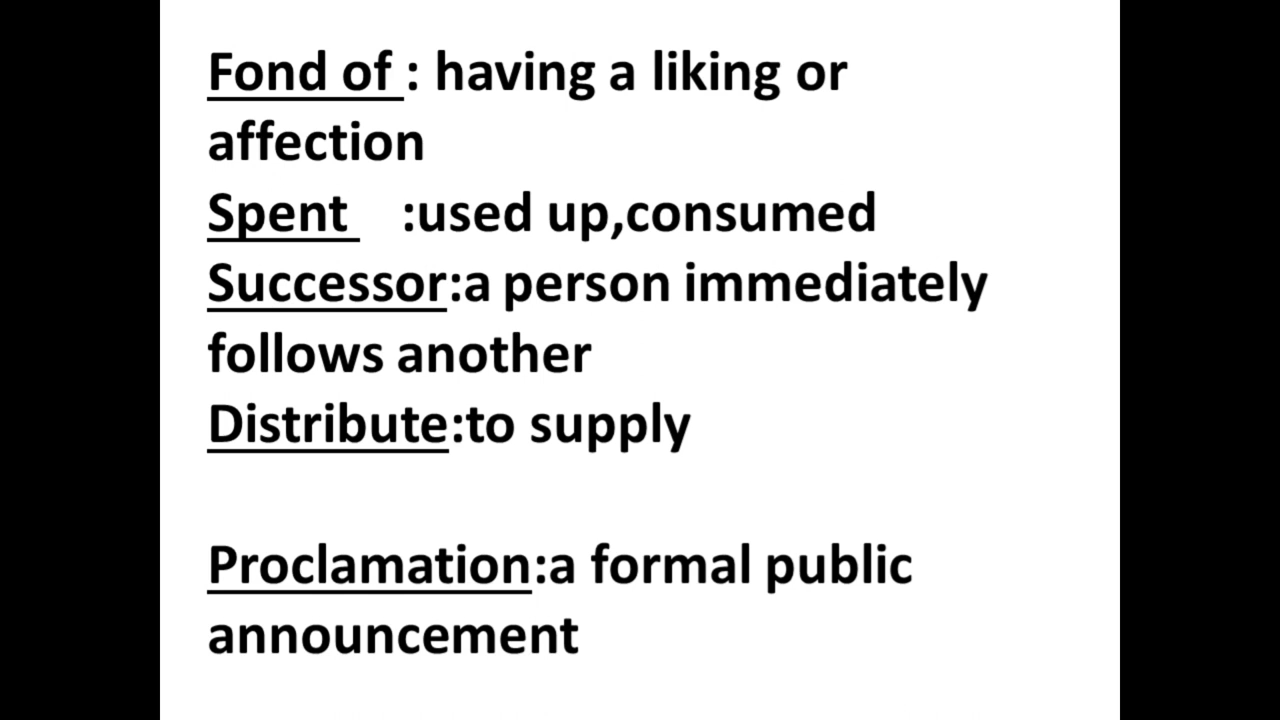 Fond of : having a liking or
affection
Spent    :used up,consumed
Successor:a person immediately
follows another
Distribute:to supply
Proclamation:a formal public
announcement